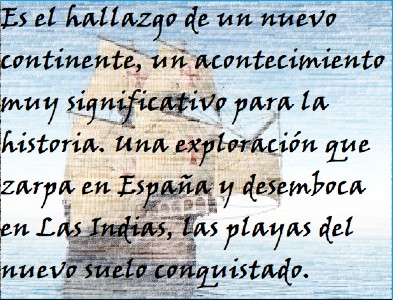 Es el hallazgo de un nuevo
continente, un acontecimiento
muy significativo para la
historia. Una exploración que
zarpa en España y desemboca
en Las Indias, las playas del
nuevo suelo conquistado.